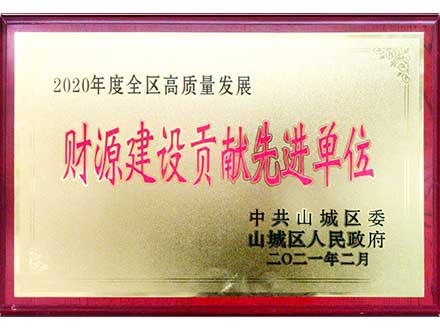 2020年度全区高质量发展
财源建设贡献先进单位
中共山城区委
山城区人民政府
二〇二一年二月